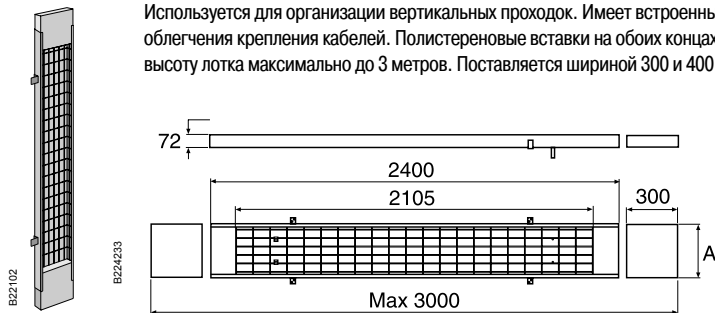 Используется для организации вертикальных проходок. Имеет встроенны
облегчения крепления кабелей. Полистереновые вставки на обоих концах
высоту лотка максимально до 3 метров. Поставляется шириной 300 и 400
72
2400
2105
300
A
Max 3000
B22102
B224233